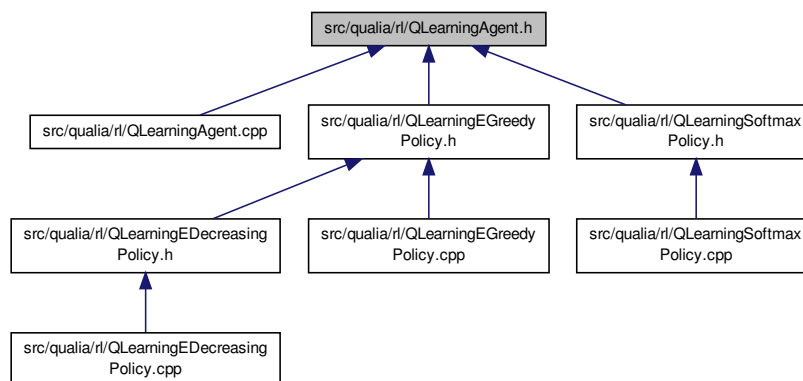 src/qualia/rl/QLearningAgent.h
src/qualia/rl/QLearningAgent.cpp
src/qualia/rl/QLearningEGreedy
Policy.h
src/qualia/rl/QLearningSoftmax
Policy.h
src/qualia/rl/QLearningEDecreasing
Policy.h
src/qualia/rl/QLearningEGreedy
Policy.cpp
src/qualia/rl/QLearningSoftmax
Policy.cpp
src/qualia/rl/QLearningEDecreasing
Policy.cpp